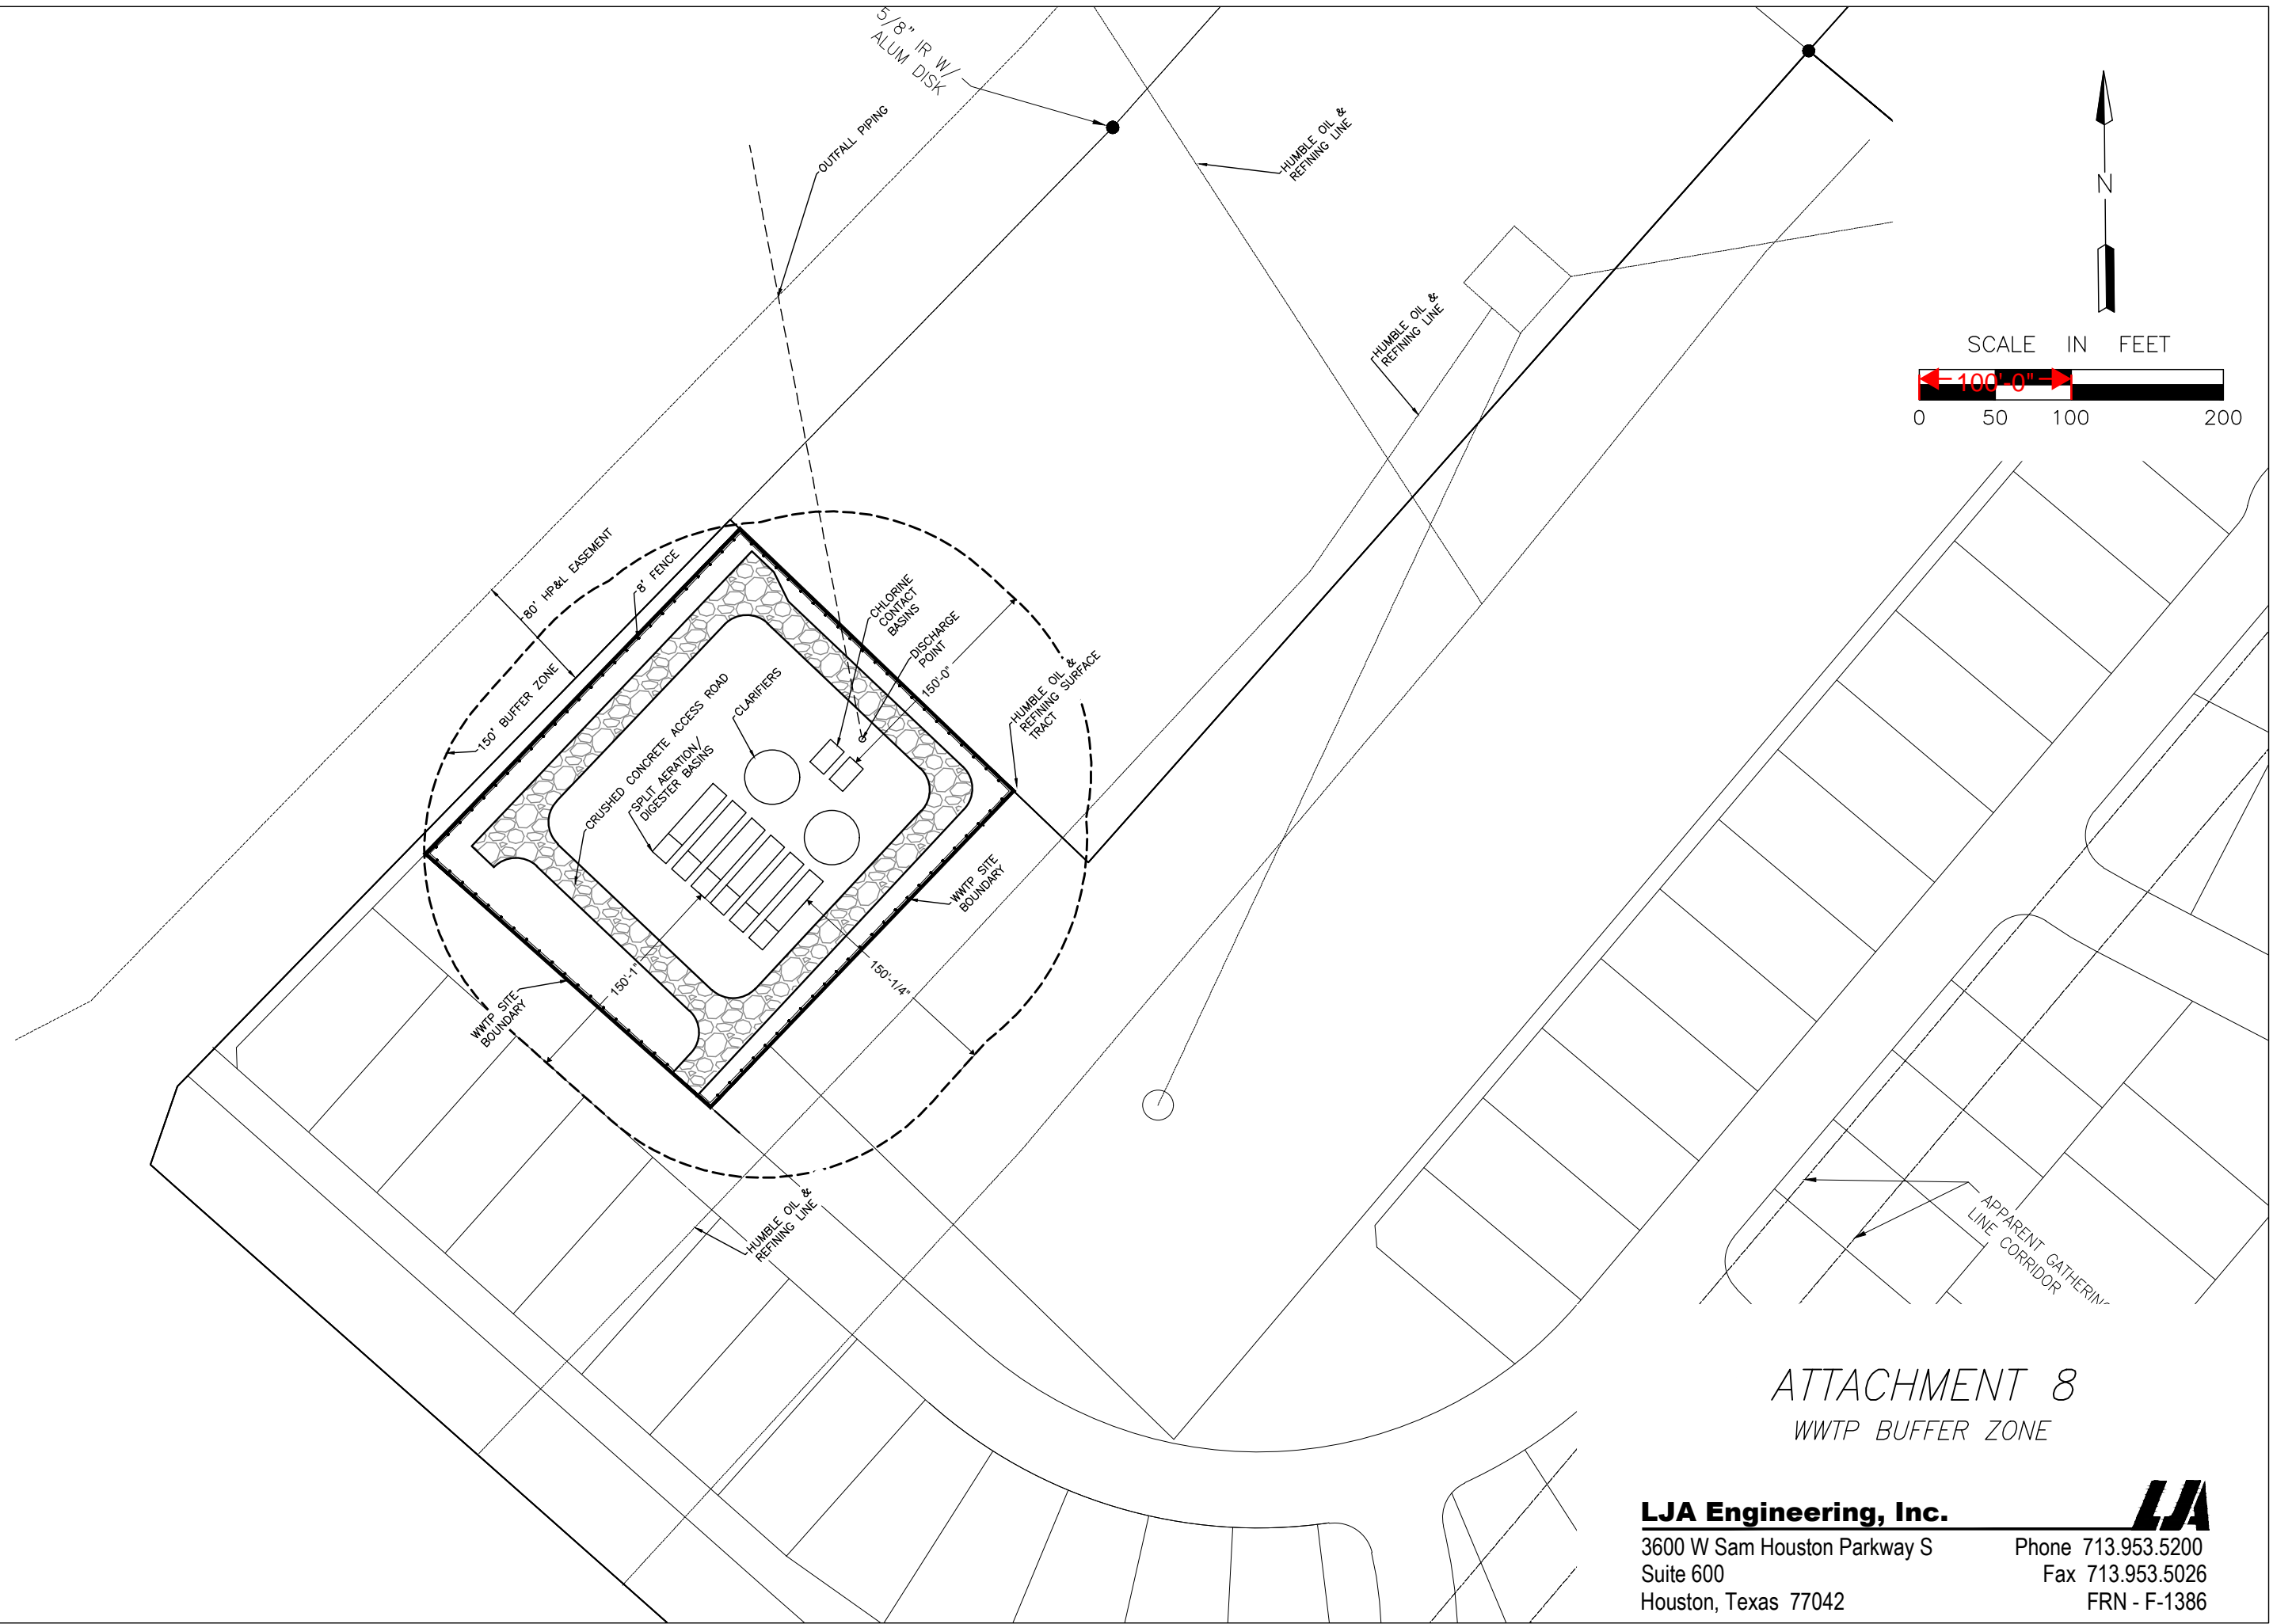 5/8" IR W/
ALUM DISK
OUTFALL PIPING
HUMBLE OIL &
REFINING LINE
N
HUMBLE OIL &
REFINING LINE
SCALE IN FEET
100'-0"
0 50 100 200
80' HP&L EASEMENT
8' FENCE
150' BUFFER ZONE
CHLORINE
CONTACT
BASINS
DISCHARGE
POINT
150'-0"
HUMBLE OIL &
REFINING SURFACE
TRACT
CRUSHED CONCRETE ACCESS ROAD
CLARIFIERS
SPLIT AERATION/
DIGESTER BASINS
WWTP SITE
BOUNDARY
150'-1"
150'-1/4"
WWTP SITE
BOUNDARY
HUMBLE OIL &
REFINING LINE
APPARENT GATHERING
LINE CORRIDOR
ATTACHMENT 8
WWTP BUFFER ZONE
LJA Engineering, Inc.
LJA
3600 W Sam Houston Parkway S
Phone 713.953.5200
Suite 600
Fax 713.953.5026
Houston, Texas 77042
FRN - F-1386